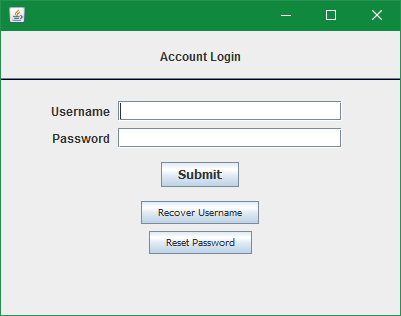 Account Login
Username
Password
Submit
Recover Username
Reset Password